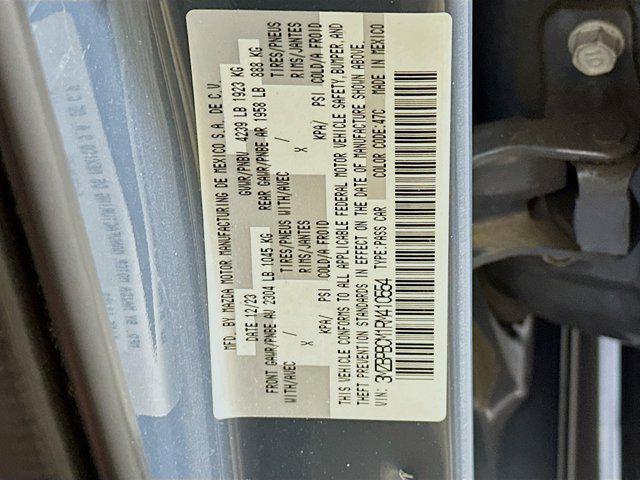 MFD. BY MAZDA MOTOR MANUFACTURING DE MEXICO S.A. DE C.V.
DATE 12/23 GVWR/PNBV 4239 LB 1923 KG
FRONT GAWR/PNBE AV 2304 LB 1045 KG REAR GAWR/PNBE AR 1958 LB 888 KG
WITH/AVEC / TIRES/PNEUS WITH/AVEC / TIRES/PNEUS
X RIMS/JANTES X RIMS/JANTES
KPA/ PSI COLD/A FROID KPA/ PSI COLD/A FROID
THIS VEHICLE CONFORMS TO ALL APPLICABLE FEDERAL MOTOR VEHICLE SAFETY, BUMPER, AND
THEFT PREVENTION STANDARDS IN EFFECT ON THE DATE OF MANUFACTURE SHOWN ABOVE.
VIN: 3MZBPBCM1RM410554 TYPE:PASS CAR COLOR CODE:47C MADE IN MEXICO